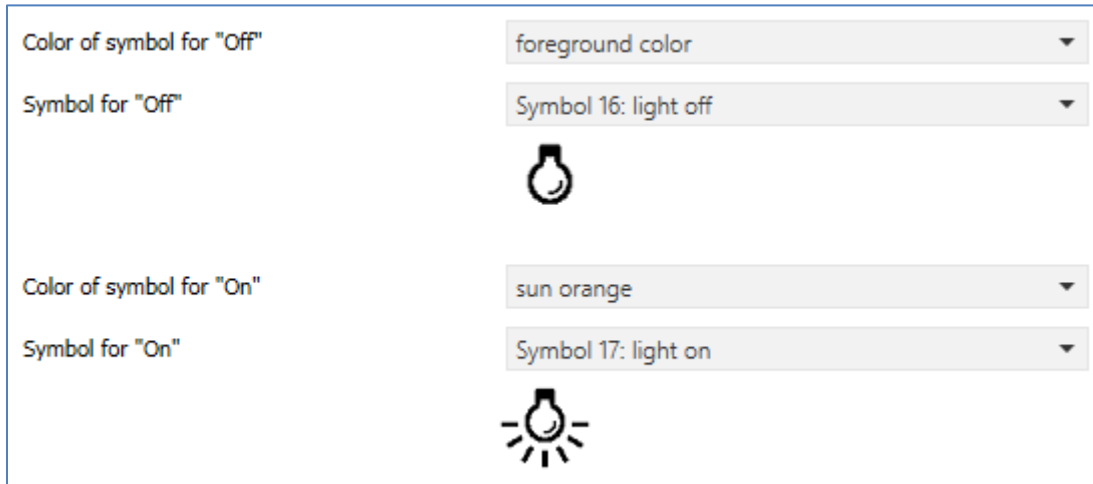 Color of symbol for "Off"
foreground color
Symbol for "Off"
Symbol 16: light off
Color of symbol for "On"
sun orange
Symbol for "On"
Symbol 17: light on